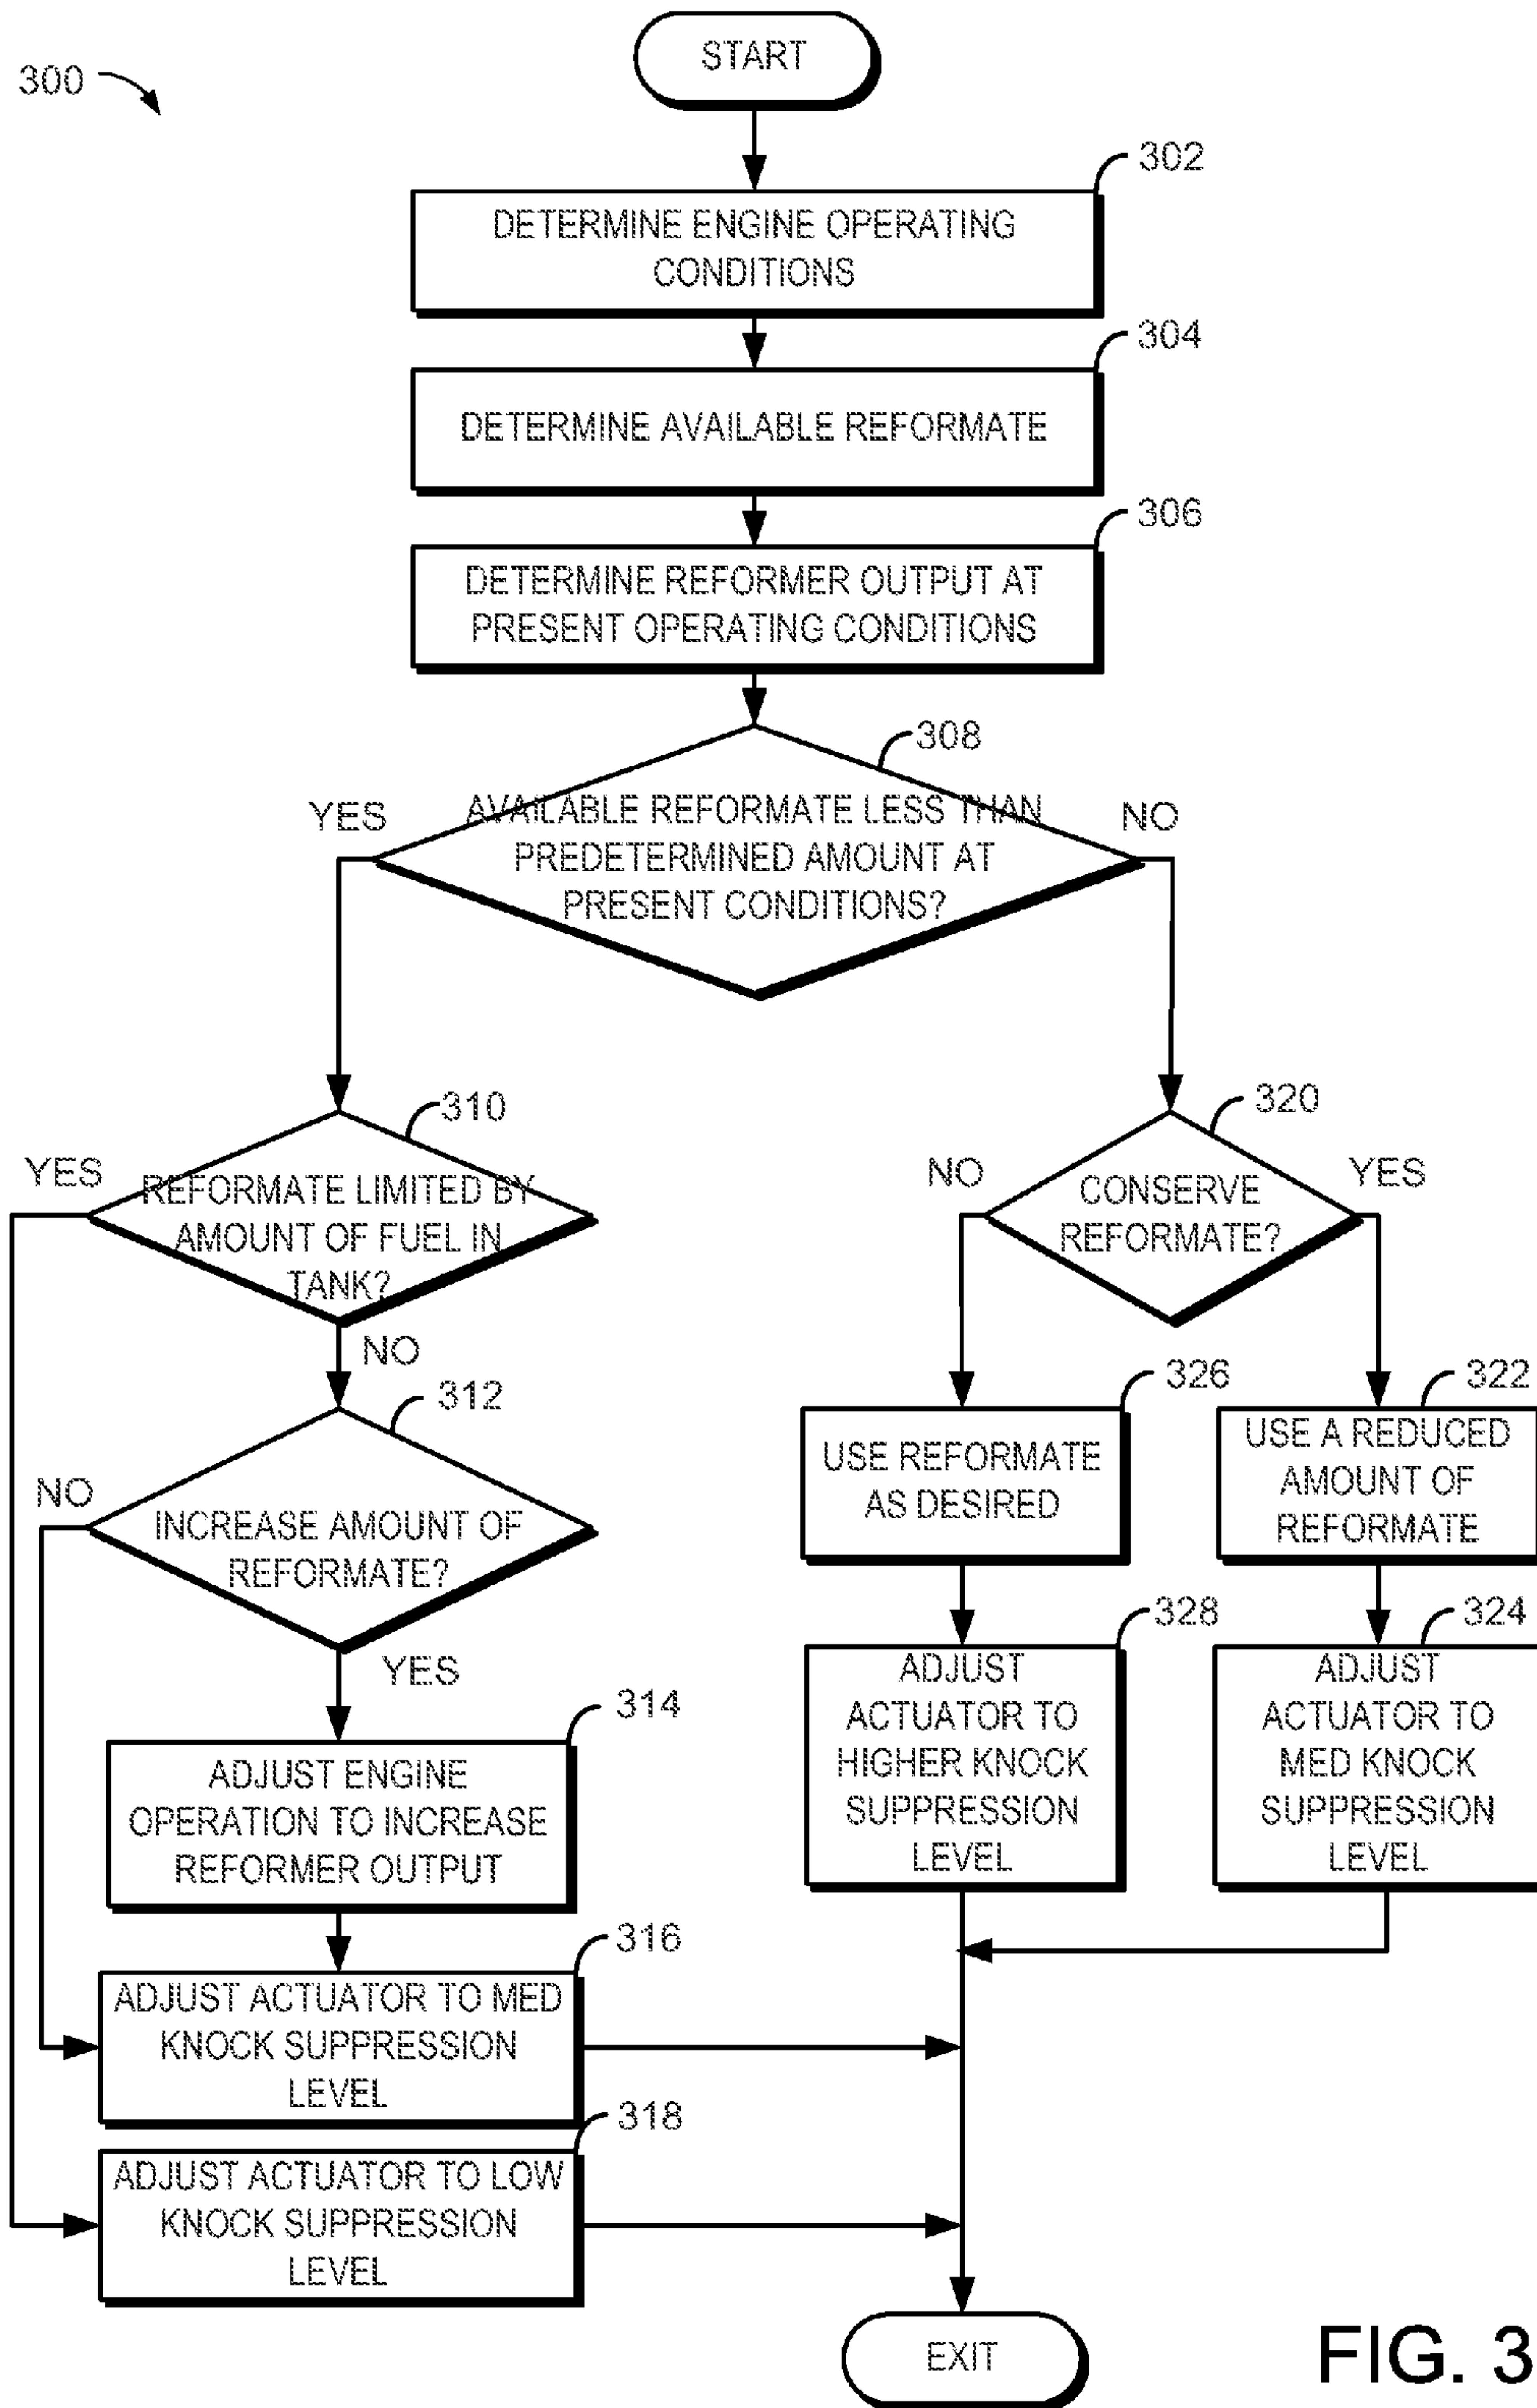 300
START
302
DETERMINE ENGINE OPERATING
CONDITIONS
304
DETERMINE AVAILABLE REFORMATE
306
DETERMINE REFORMER OUTPUT AT
PRESENT OPERATING CONDITIONS
308
YES
AVAILABLE REFORMATE LESS THAN
PREDETERMINED AMOUNT AT
PRESENT CONDITIONS?
NO
310
YES
REFORMATE LIMITED BY
AMOUNT OF FUEL IN
TANK?
NO
320
NO
CONSERVE
REFORMATE?
YES
312
NO
INCREASE AMOUNT OF
REFORMATE?
YES
326
USE REFORMATE
AS DESIRED
322
USE A REDUCED
AMOUNT OF
REFORMATE
328
ADJUST
ACTUATOR TO
HIGHER KNOCK
SUPPRESSION
LEVEL
324
ADJUST
ACTUATOR TO
MED KNOCK
SUPPRESSION
LEVEL
314
ADJUST ENGINE
OPERATION TO INCREASE
REFORMER OUTPUT
316
ADJUST ACTUATOR TO MED
KNOCK SUPPRESSION
LEVEL
318
ADJUST ACTUATOR TO LOW
KNOCK SUPPRESSION
LEVEL
EXIT
FIG. 3